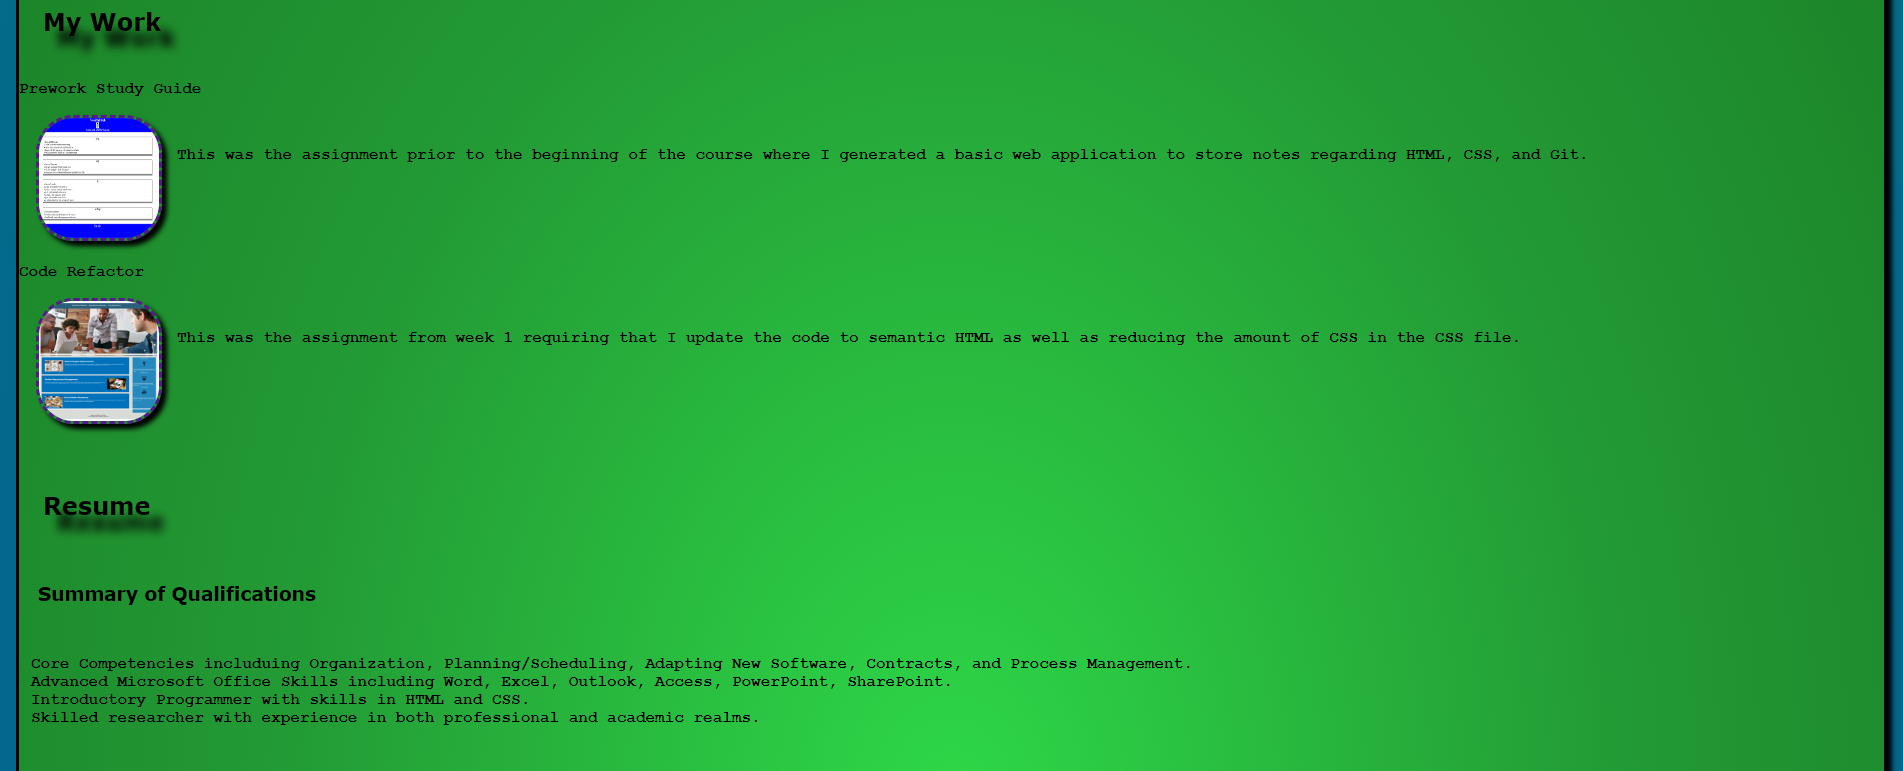 My Work
Prework Study Guide
This was the assignment prior to the beginning of the course where I generated a basic web application to store notes regarding HTML, CSS, and Git.
Code Refactor
This was the assignment from week 1 requiring that I update the code to semantic HTML as well as reducing the amount of CSS in the CSS file.
Resume
Summary of Qualifications
Core Competencies includuing Organization, Planning/Scheduling, Adapting New Software, Contracts, and Process Management.
Advanced Microsoft Office Skills including Word, Excel, Outlook, Access, PowerPoint, SharePoint.
Introductory Programmer with skills in HTML and CSS.
Skilled researcher with experience in both professional and academic realms.